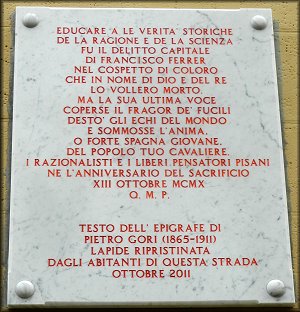 EDUCARE A LE VERITA' STORICHE
DE LA RAGIONE E DE LA SCIENZA
FU IL DELITTO CAPITALE
DI FRANCISCO FERRER
NEL COSPETTO DI COLORO
CHE IN NOME DI DIO E DEL RE
LO VOLLERO MORTO.
MA LA SUA ULTIMA VOCE
COPERSE IL FRAGOR DE' FUCILI
DESTO' GLI ECHI DEL MONDO
E SOMMOSSE L'ANIMA,
O FORTE SPAGNA GIOVANE,
DEL POPOLO TUO CAVALIERE.
I RAZIONALISTI E I LIBERI PENSATORI PISANI
NE L'ANNIVERSARIO DEL SACRIFICIO
XIII OTTOBRE MCMX
Q. M. P.
TESTO DELL' EPIGRAFE DI
PIETRO GORI (1865-1911)
LAPIDE RIPRISTINATA
DAGLI ABITANTI DI QUESTA STRADA
OTTOBRE 2011